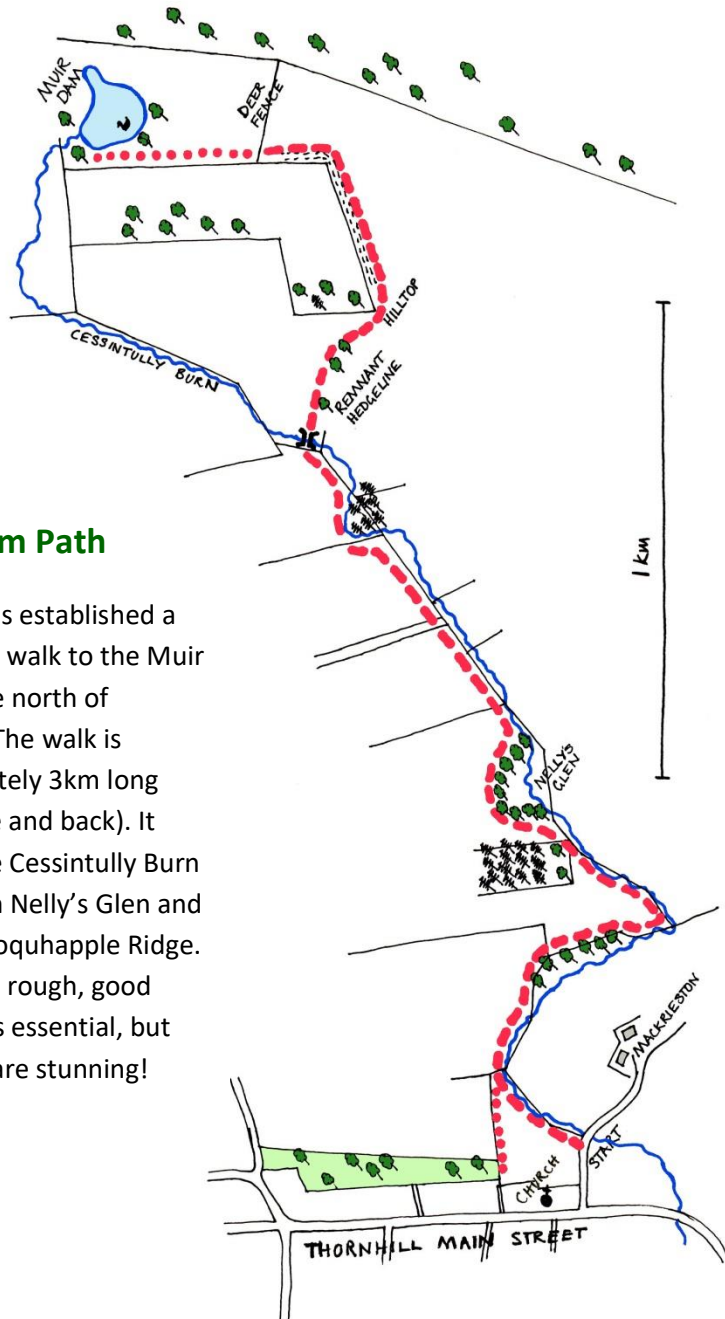 MUIR
DAM
DEER
FENCE
HILLTOP
CESSINTULLY BURN
REMNANT
HEDGELINE
1 km
m Path
s established a
walk to the Muir
e north of
The walk is
tely 3km long
e and back). It
e Cessintully Burn
n Nelly’s Glen and
oquhapple Ridge.
rough, good
s essential, but
are stunning!
NELLYS
GLEN
MACKRIESTON
START
CHURCH
THORNHILL MAIN STREET